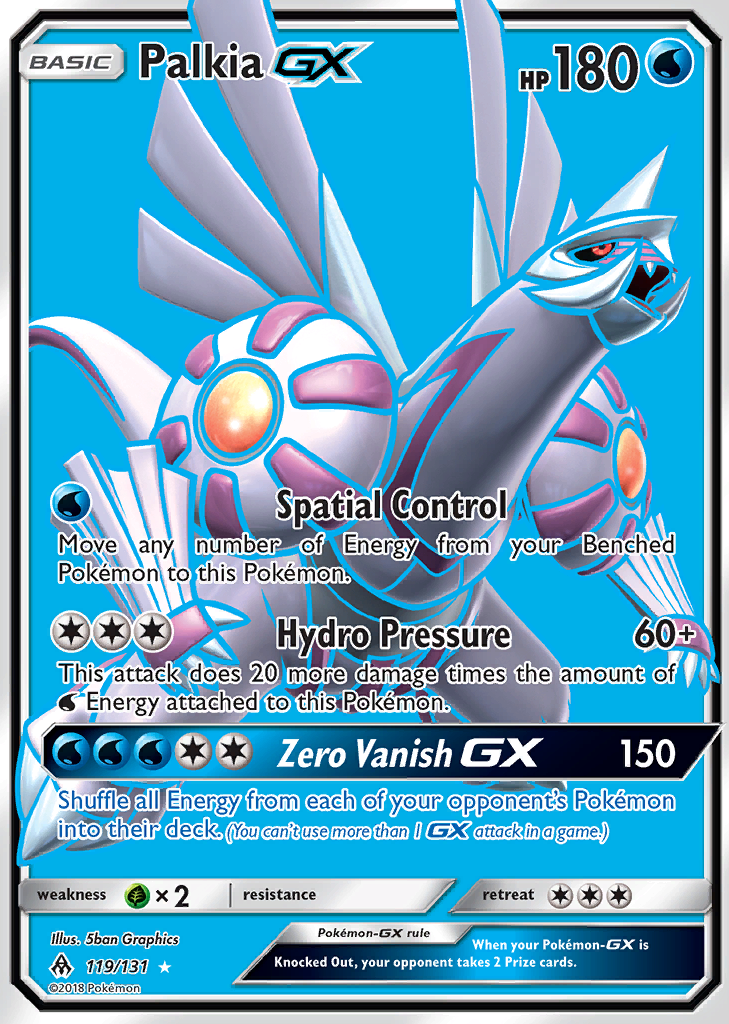 BASIC Palkia GX HP 180
Spatial Control
Move any number of Energy from your Benched
Pokémon to this Pokémon.
Hydro Pressure 60+
This attack does 20 more damage times the amount of
Energy attached to this Pokémon.
Zero Vanish GX 150
Shuffle all Energy from each of your opponent's Pokémon
into their deck. (You can't use more than 1 GX attack in a game.)
weakness ×2 resistance retreat
Illus. 5ban Graphics
Pokémon-GX rule
119/131
When your Pokémon-GX is
Knocked Out, your opponent takes 2 Prize cards.
©2018 Pokémon